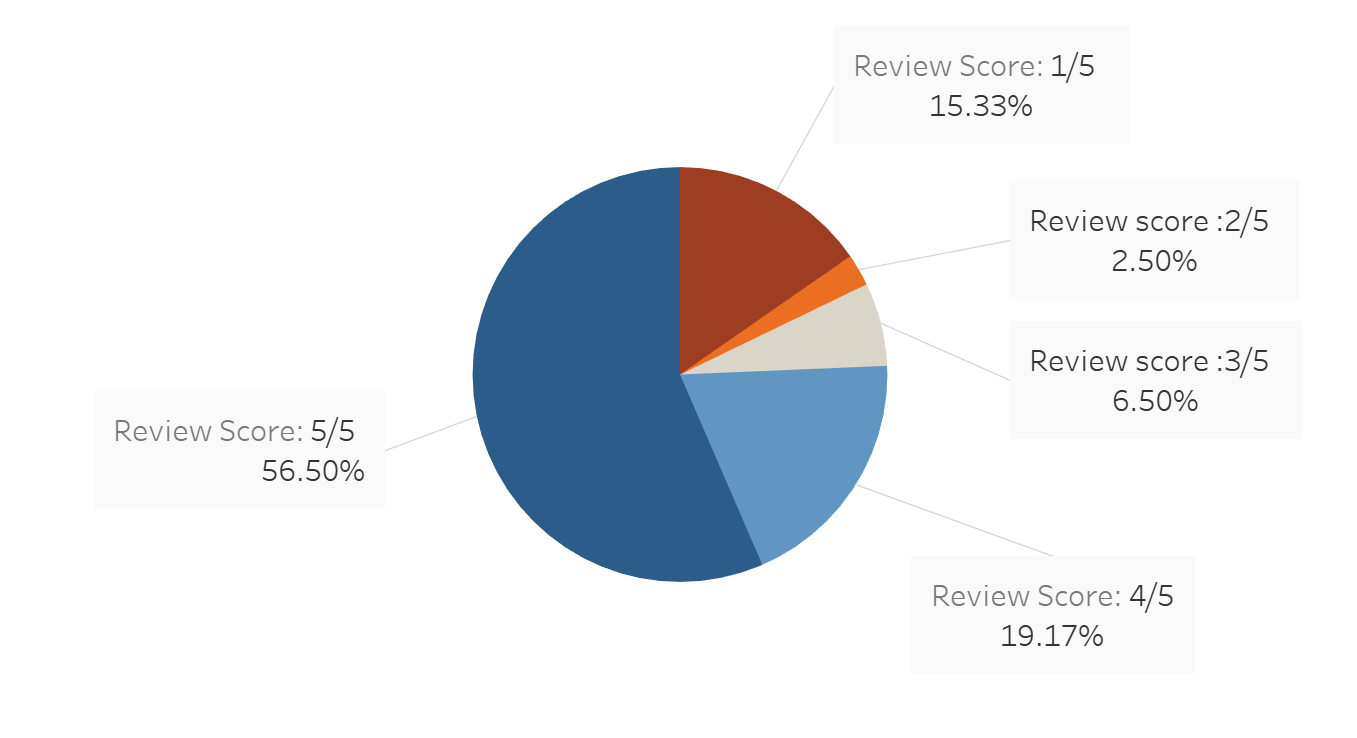 Review Score: 1/5
15.33%
Review score :2/5
2.50%
Review score :3/5
6.50%
Review Score: 5/5
56.50%
Review Score: 4/5
19.17%